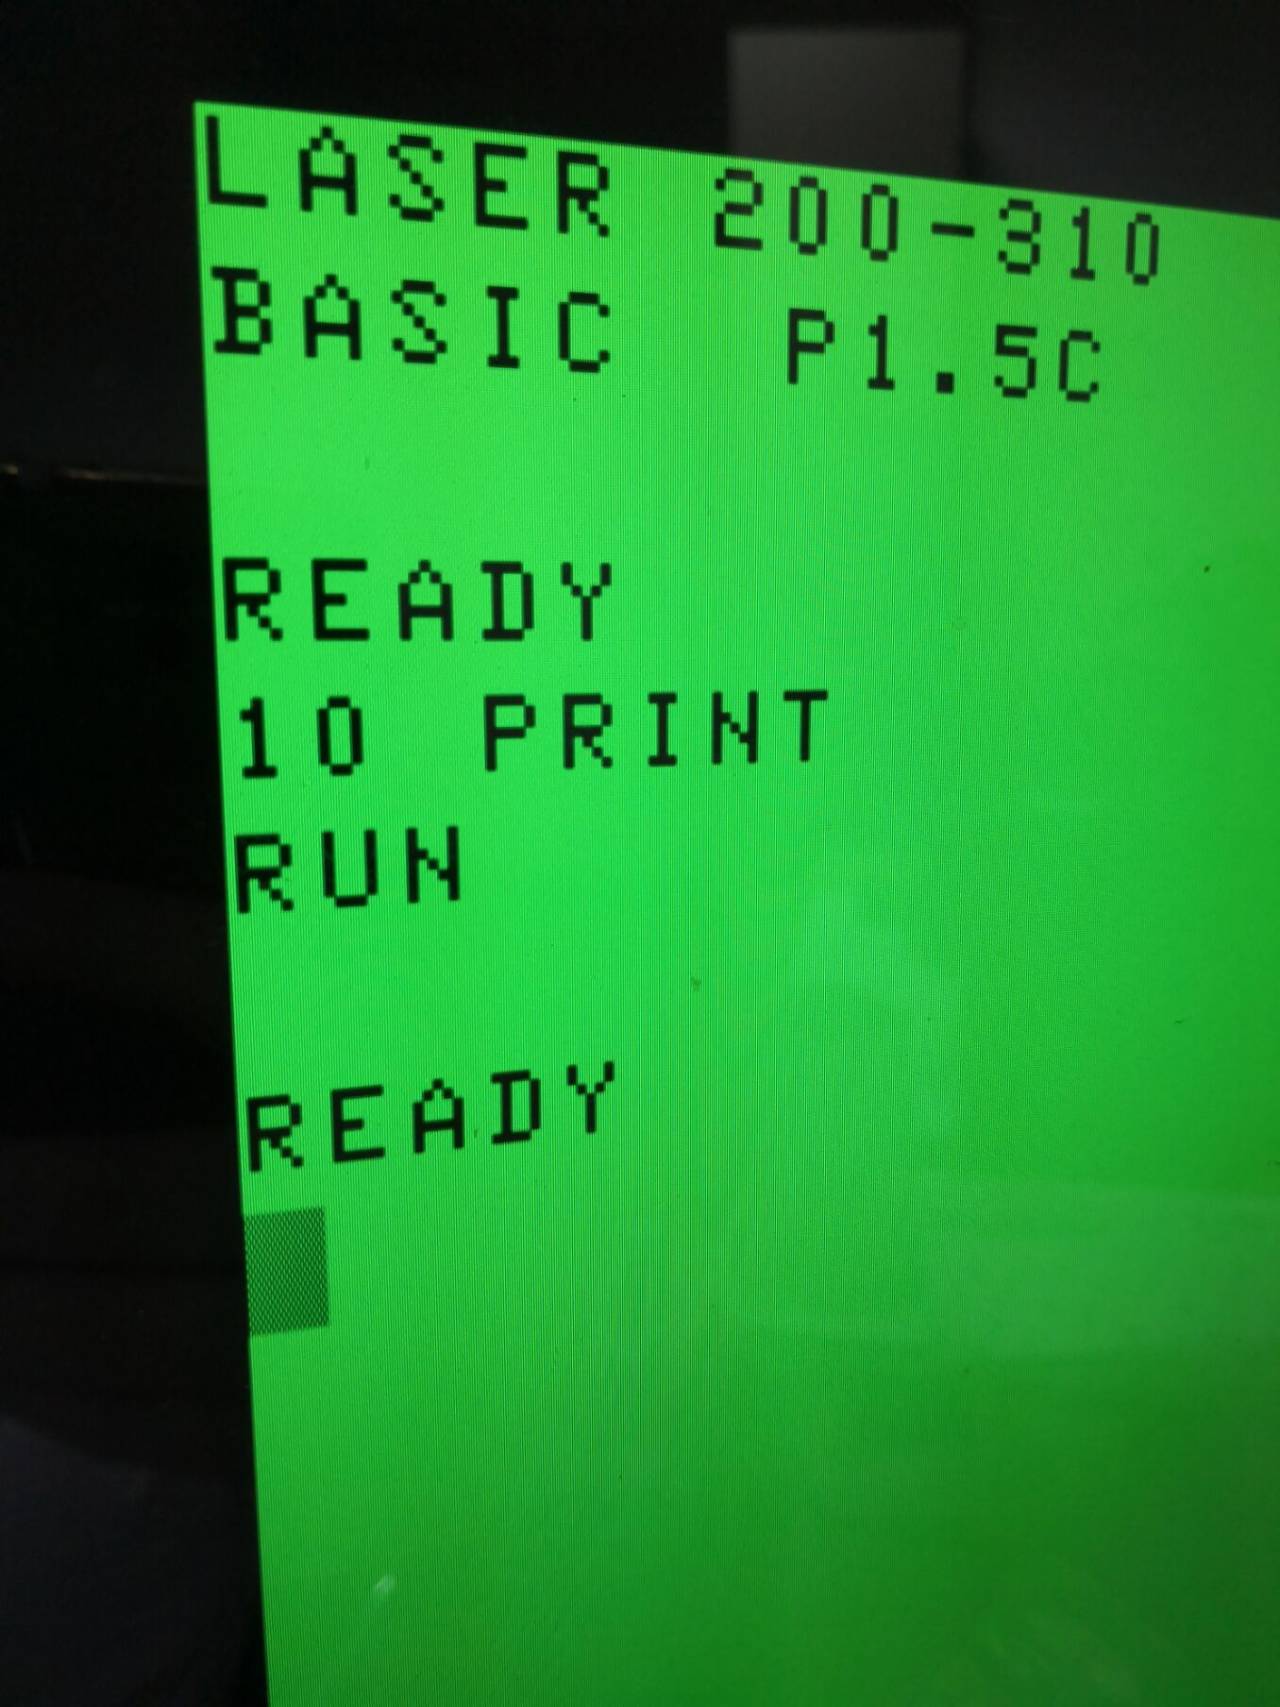 LASER 200-310
BASIC  P1.5C
READY
10 PRINT
RUN
READY